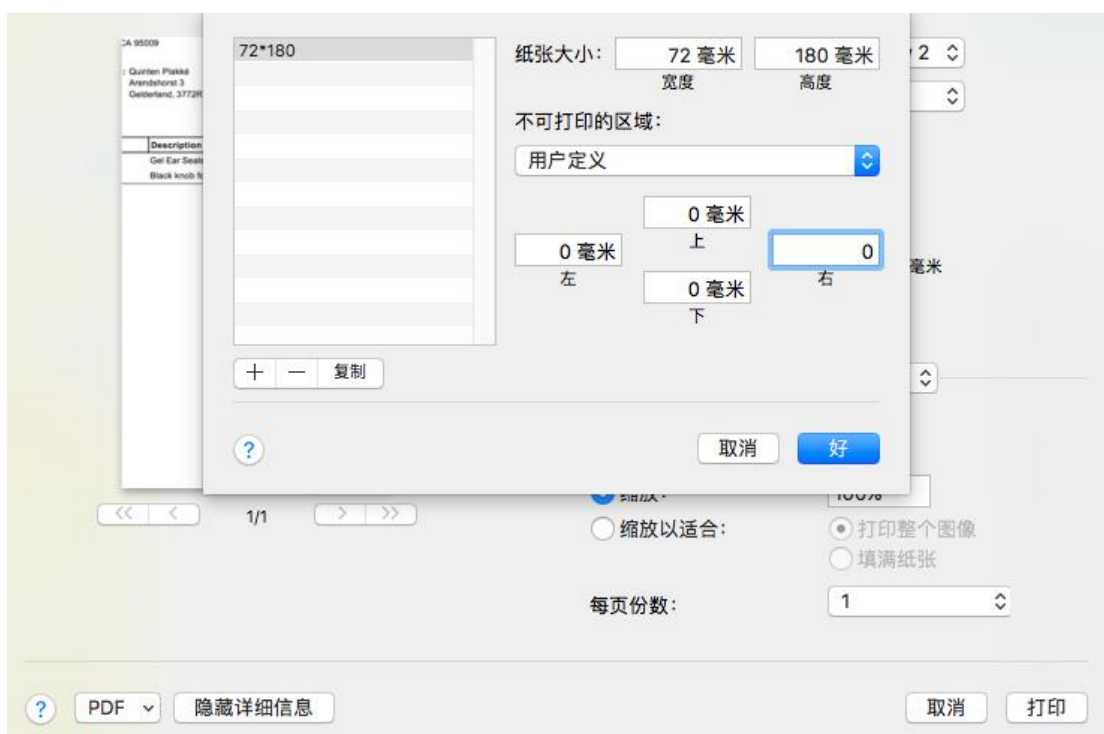 CA 95009
: Quinten Plakké
Arendshorst 3
Gelderland, 3772R
Description
Gel Ear Seals
Black knob fo
72*180
纸张大小：
72 毫米
180 毫米
宽度
高度
2
不可打印的区域：
用户定义
0 毫米
上
0 毫米
左
0
右
毫米
0 毫米
下
+
—
复制
?
取消
好
<<
<
1/1
>
>>
缩放：
100%
缩放以适合：
打印整个图像
填满纸张
每页份数：
1
?
PDF
隐藏详细信息
取消
打印